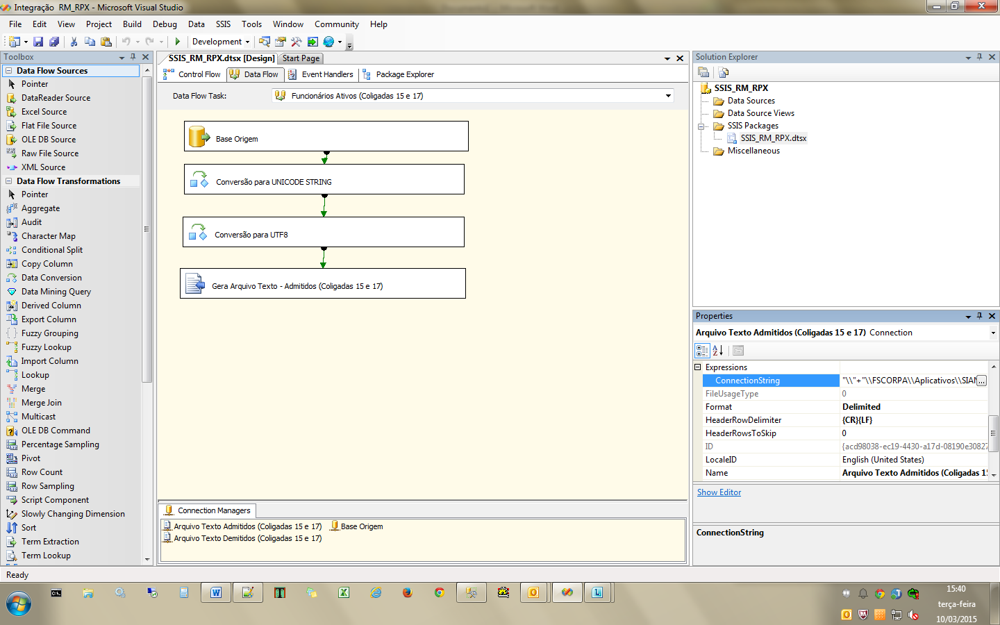 Integração  RM_RPX - Microsoft Visual Studio
File Edit View Project Build Debug Data SSIS Tools Window Community Help
Development
Toolbox
Data Flow Sources
Pointer
DataReader Source
Excel Source
Flat File Source
OLE DB Source
Raw File Source
XML Source
Data Flow Transformations
Pointer
Aggregate
Audit
Character Map
Conditional Split
Copy Column
Data Conversion
Data Mining Query
Derived Column
Export Column
Fuzzy Grouping
Fuzzy Lookup
Import Column
Lookup
Merge
Merge Join
Multicast
OLE DB Command
Percentage Sampling
Pivot
Row Count
Row Sampling
Script Component
Slowly Changing Dimension
Sort
Term Extraction
Term Lookup
SSIS_RM_RPX.dtsx [Design] Start Page
Control Flow Data Flow Event Handlers Package Explorer
Data Flow Task: Funcionários Ativos (Coligadas 15 e 17)
Base Origem
Conversão para UNICODE STRING
Conversão para UTF8
Gera Arquivo Texto - Admitidos (Coligadas 15 e 17)
Connection Managers
Arquivo Texto Admitidos (Coligadas 15 e 17) Base Origem
Arquivo Texto Demitidos (Coligadas 15 e 17)
Solution Explorer
SSIS_RM_RPX
Data Sources
Data Source Views
SSIS Packages
SSIS_RM_RPX.dtsx
Miscellaneous
Properties
Arquivo Texto Admitidos (Coligadas 15 e 17) Connection
Expressions
ConnectionString "\\"+"\\FSCORPA\\Aplicativos\\SIAN ...
FileUsageType 0
Format Delimited
HeaderRowDelimiter {CR}{LF}
HeaderRowsToSkip 0
ID {acd98038-ec19-4430-a17d-08190e30827
LocaleID English (United States)
Name Arquivo Texto Admitidos (Coligadas 15
Show Editor
ConnectionString
Ready
15:40
terça-feira
10/03/2015